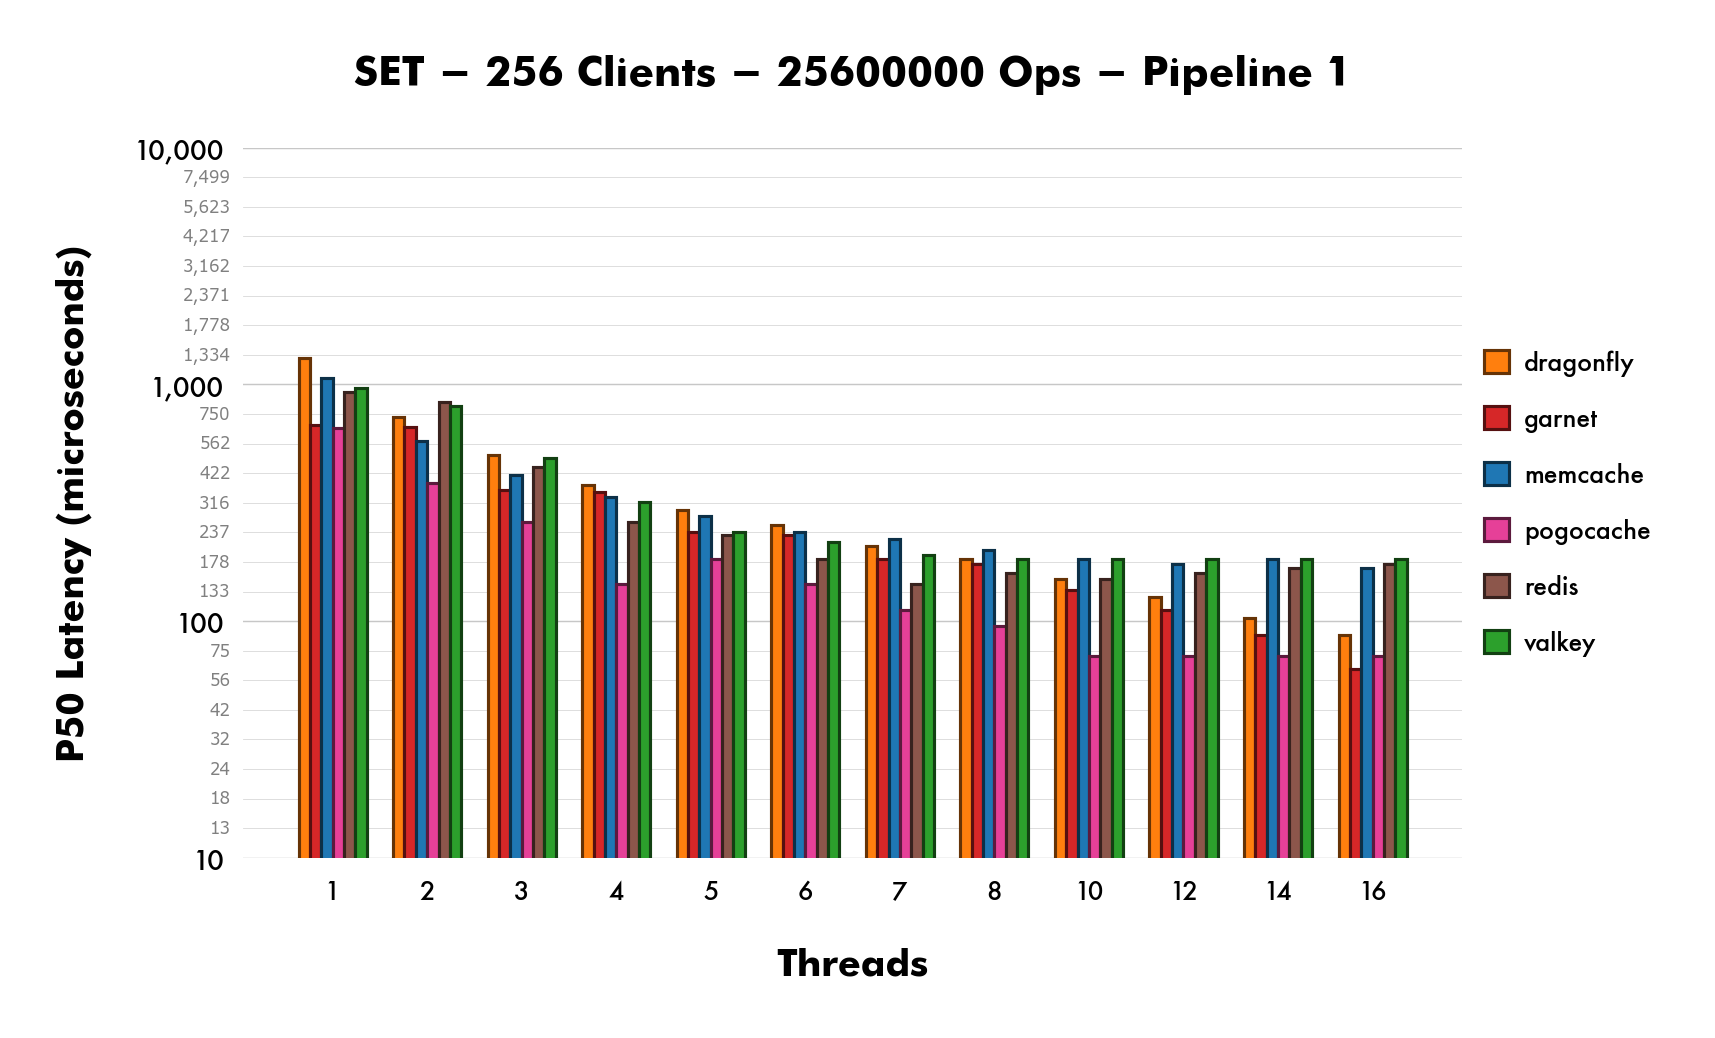 SET – 256 Clients – 25600000 Ops – Pipeline 1
P50 Latency (microseconds)
10,000
7,499
5,623
4,217
3,162
2,371
1,778
1,334
1,000
750
562
422
316
237
178
133
100
75
56
42
32
24
18
13
10
1 2 3 4 5 6 7 8 10 12 14 16
Threads
dragonfly
garnet
memcache
pogocache
redis
valkey